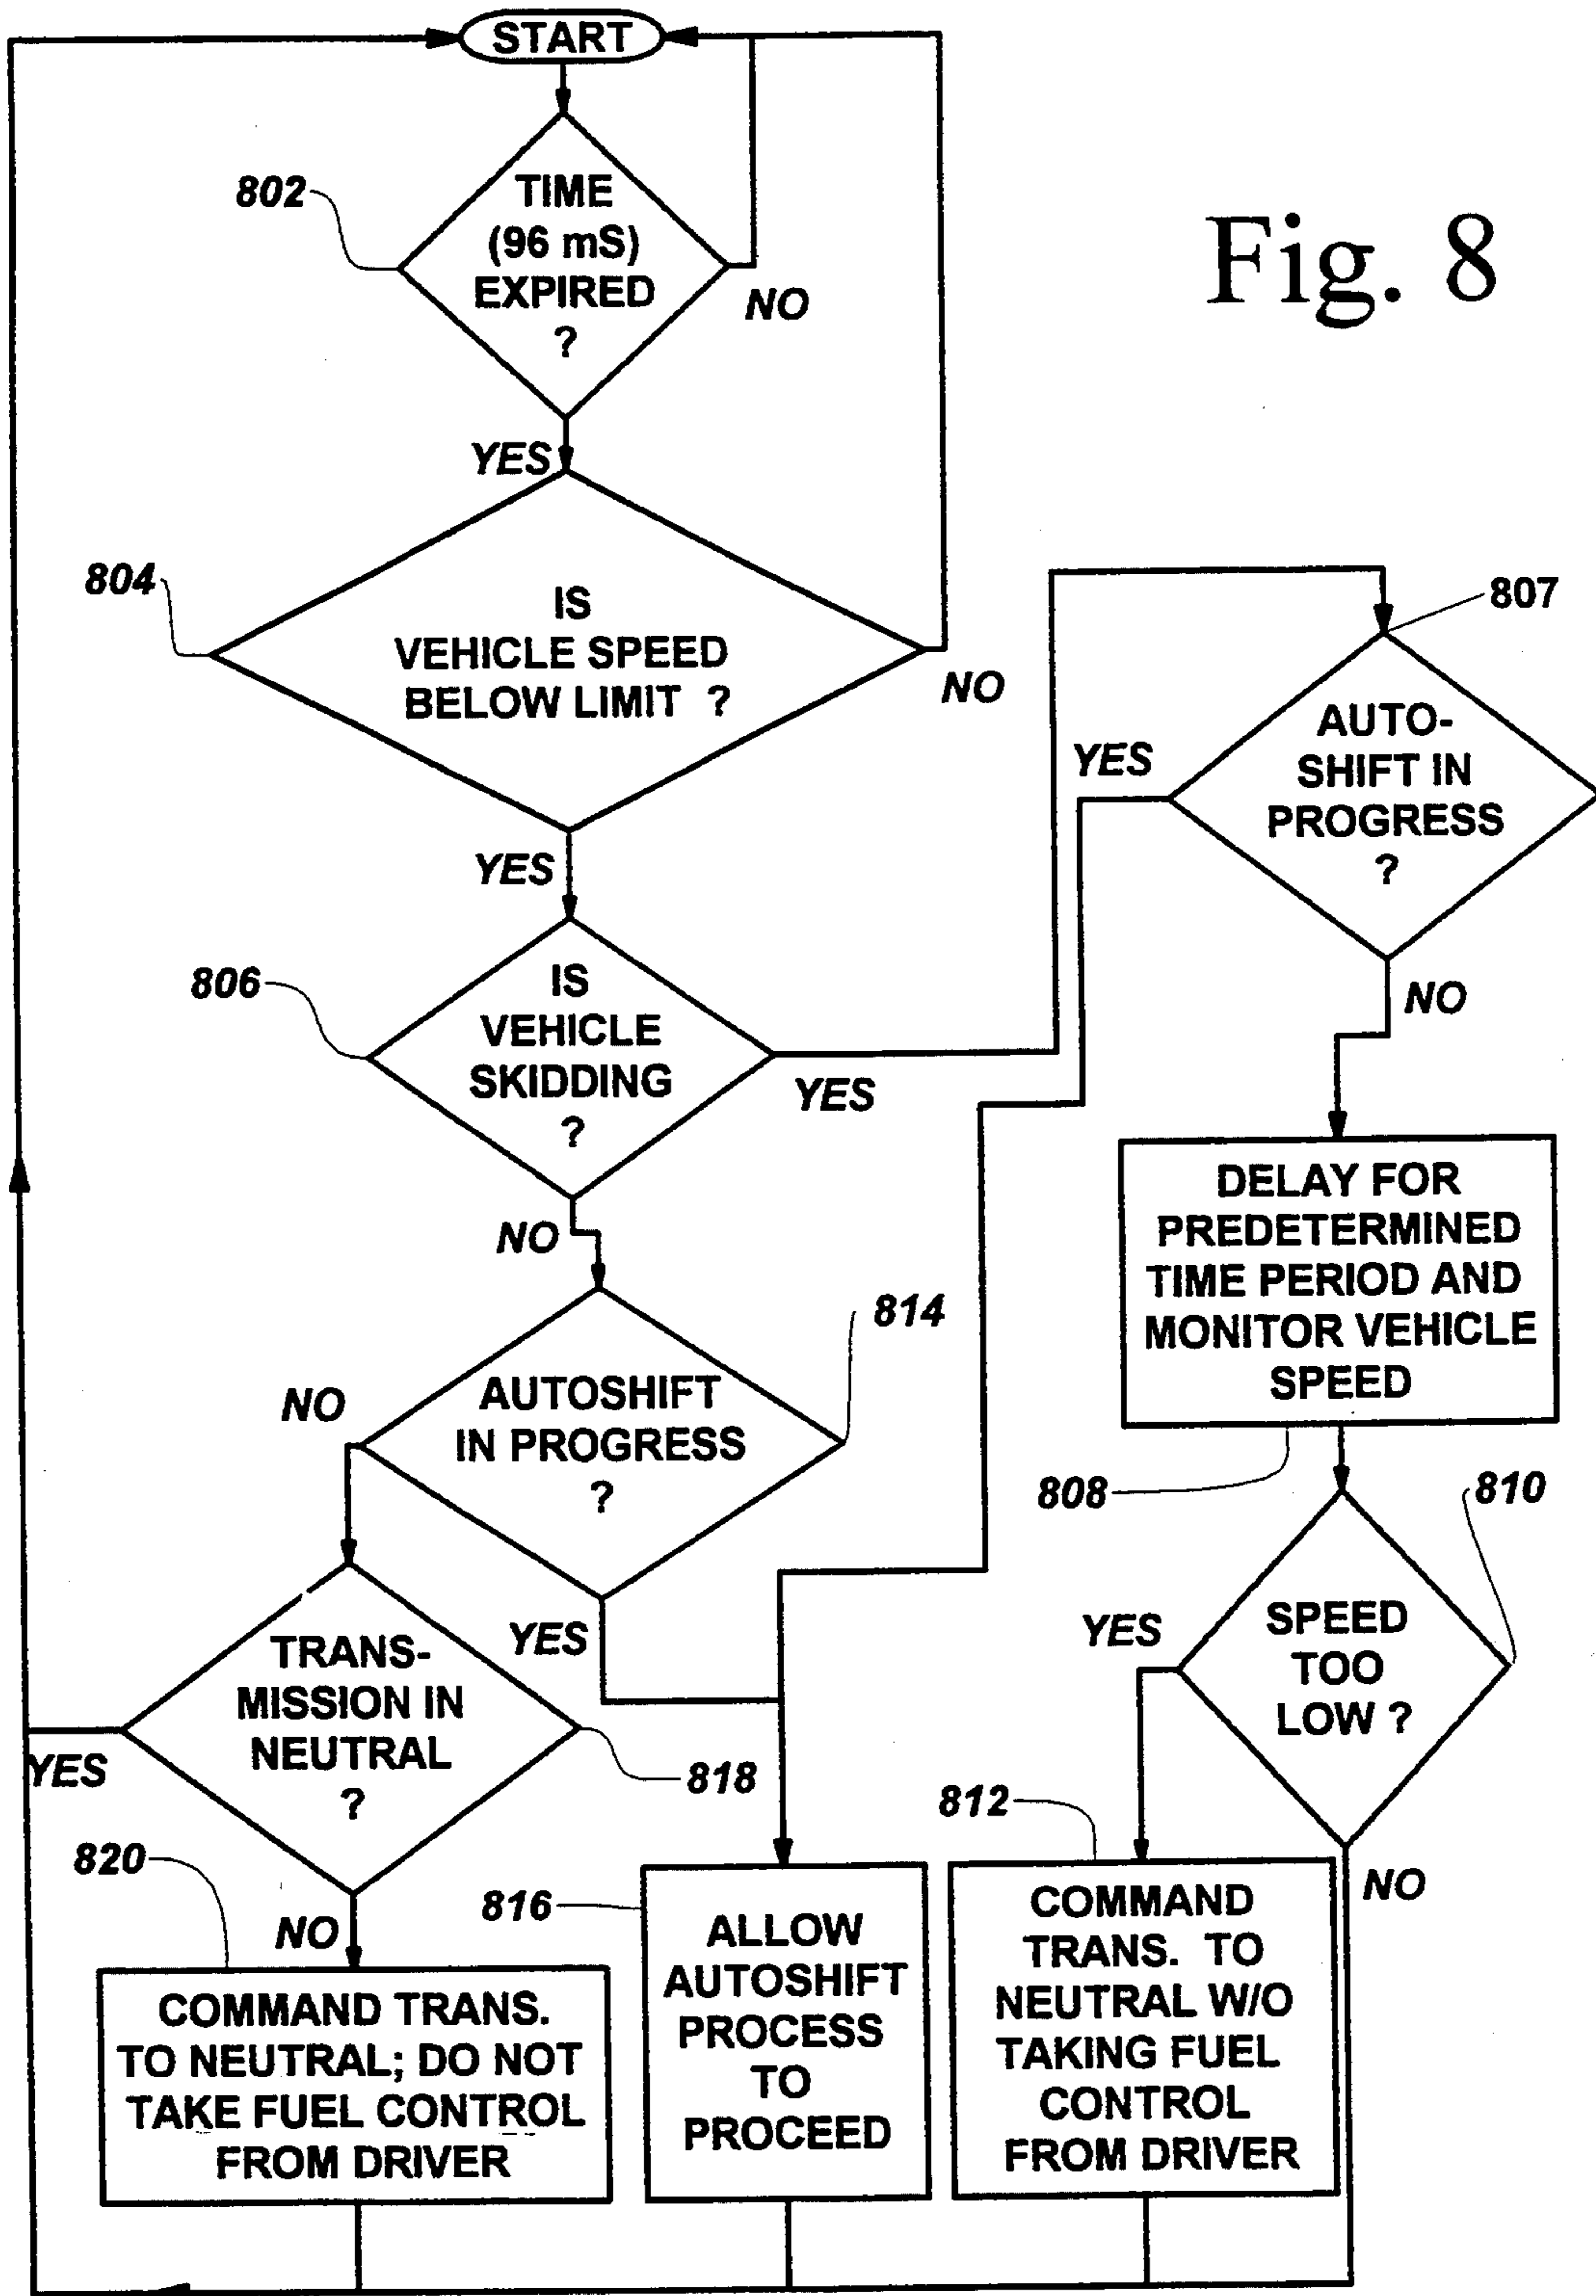 START
Fig. 8
802
TIME
(96 mS)
EXPIRED
?
NO
YES
804
IS
VEHICLE SPEED
BELOW LIMIT ?
NO
YES
806
IS
VEHICLE
SKIDDING
?
YES
NO
807
AUTO-
SHIFT IN
PROGRESS
?
YES
NO
DELAY FOR
PREDETERMINED
TIME PERIOD AND
MONITOR VEHICLE
SPEED
808
810
SPEED
TOO
LOW ?
YES
NO
812
COMMAND
TRANS. TO
NEUTRAL W/O
TAKING FUEL
CONTROL
FROM DRIVER
814
AUTOSHIFT
IN PROGRESS
?
NO
YES
816
ALLOW
AUTOSHIFT
PROCESS
TO
PROCEED
TRANS-
MISSION IN
NEUTRAL
?
818
YES
NO
820
COMMAND TRANS.
TO NEUTRAL; DO NOT
TAKE FUEL CONTROL
FROM DRIVER